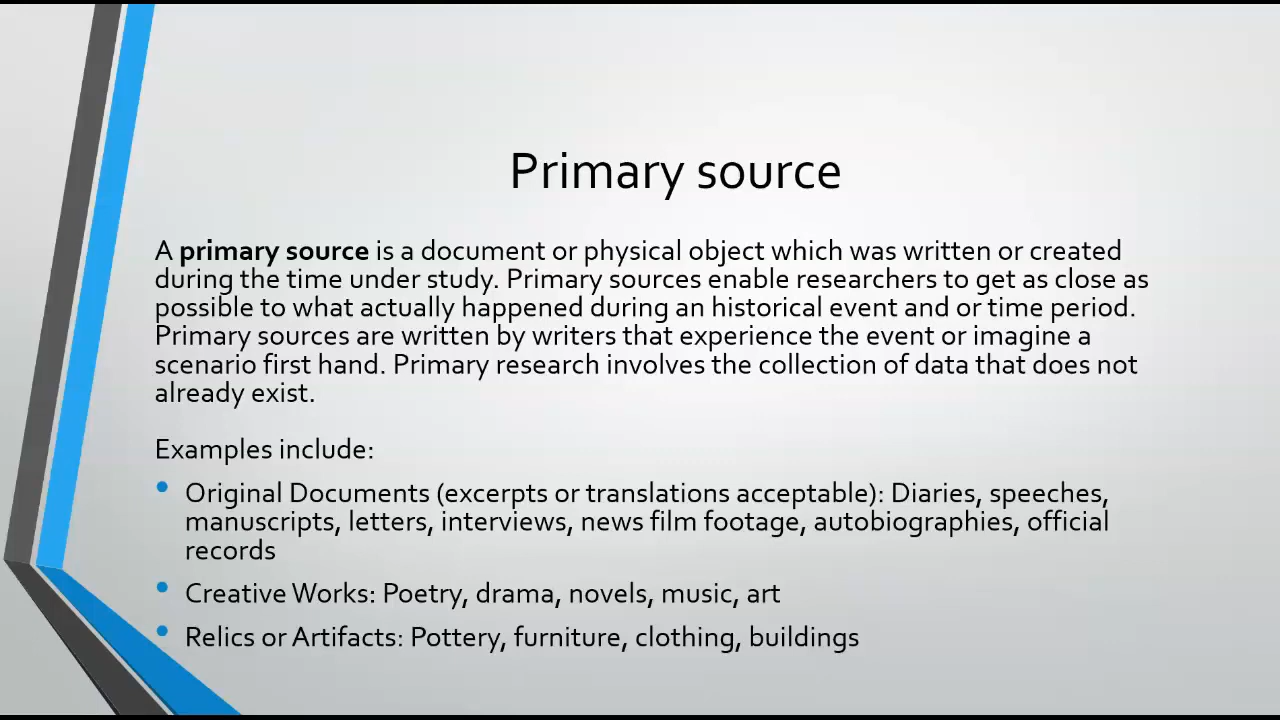 Primary source
A primary source is a document or physical object which was written or created
during the time under study. Primary sources enable researchers to get as close as
possible to what actually happened during an historical event and or time period.
Primary sources are written by writers that experience the event or imagine a
scenario first hand. Primary research involves the collection of data that does not
already exist.
Examples include:
• Original Documents (excerpts or translations acceptable): Diaries, speeches,
manuscripts, letters, interviews, news film footage, autobiographies, official
records
• Creative Works: Poetry, drama, novels, music, art
• Relics or Artifacts: Pottery, furniture, clothing, buildings